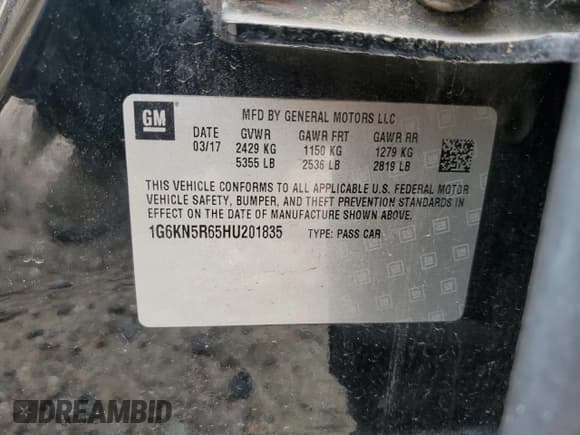 GM
MFD BY GENERAL MOTORS LLC
DATE GVWR GAWR FRT GAWR RR
03/17 2429 KG 1150 KG 1279 KG
5355 LB 2536 LB 2819 LB
THIS VEHICLE CONFORMS TO ALL APPLICABLE U.S. FEDERAL MOTOR
VEHICLE SAFETY, BUMPER, AND THEFT PREVENTION STANDARDS IN
EFFECT ON THE DATE OF MANUFACTURE SHOWN ABOVE.
1G6KN5R65HU201835 TYPE: PASS CAR
DREAMBID